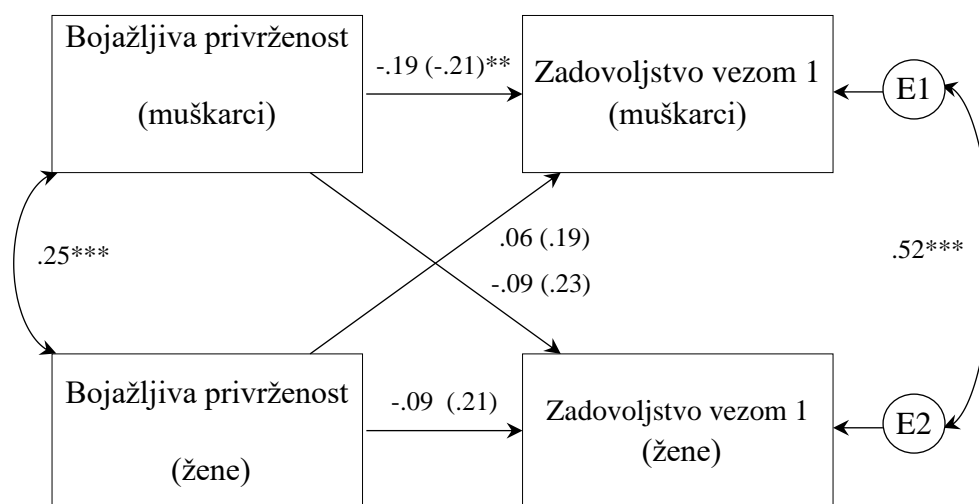 Bojažljiva privrženost
(muškarci)
-.19 (-.21)**
Zadovoljstvo vezom 1
(muškarci)
E1
.25***
.06 (.19)
-.09 (.23)
.52***
Bojažljiva privrženost
(žene)
-.09 (.21)
Zadovoljstvo vezom 1
(žene)
E2